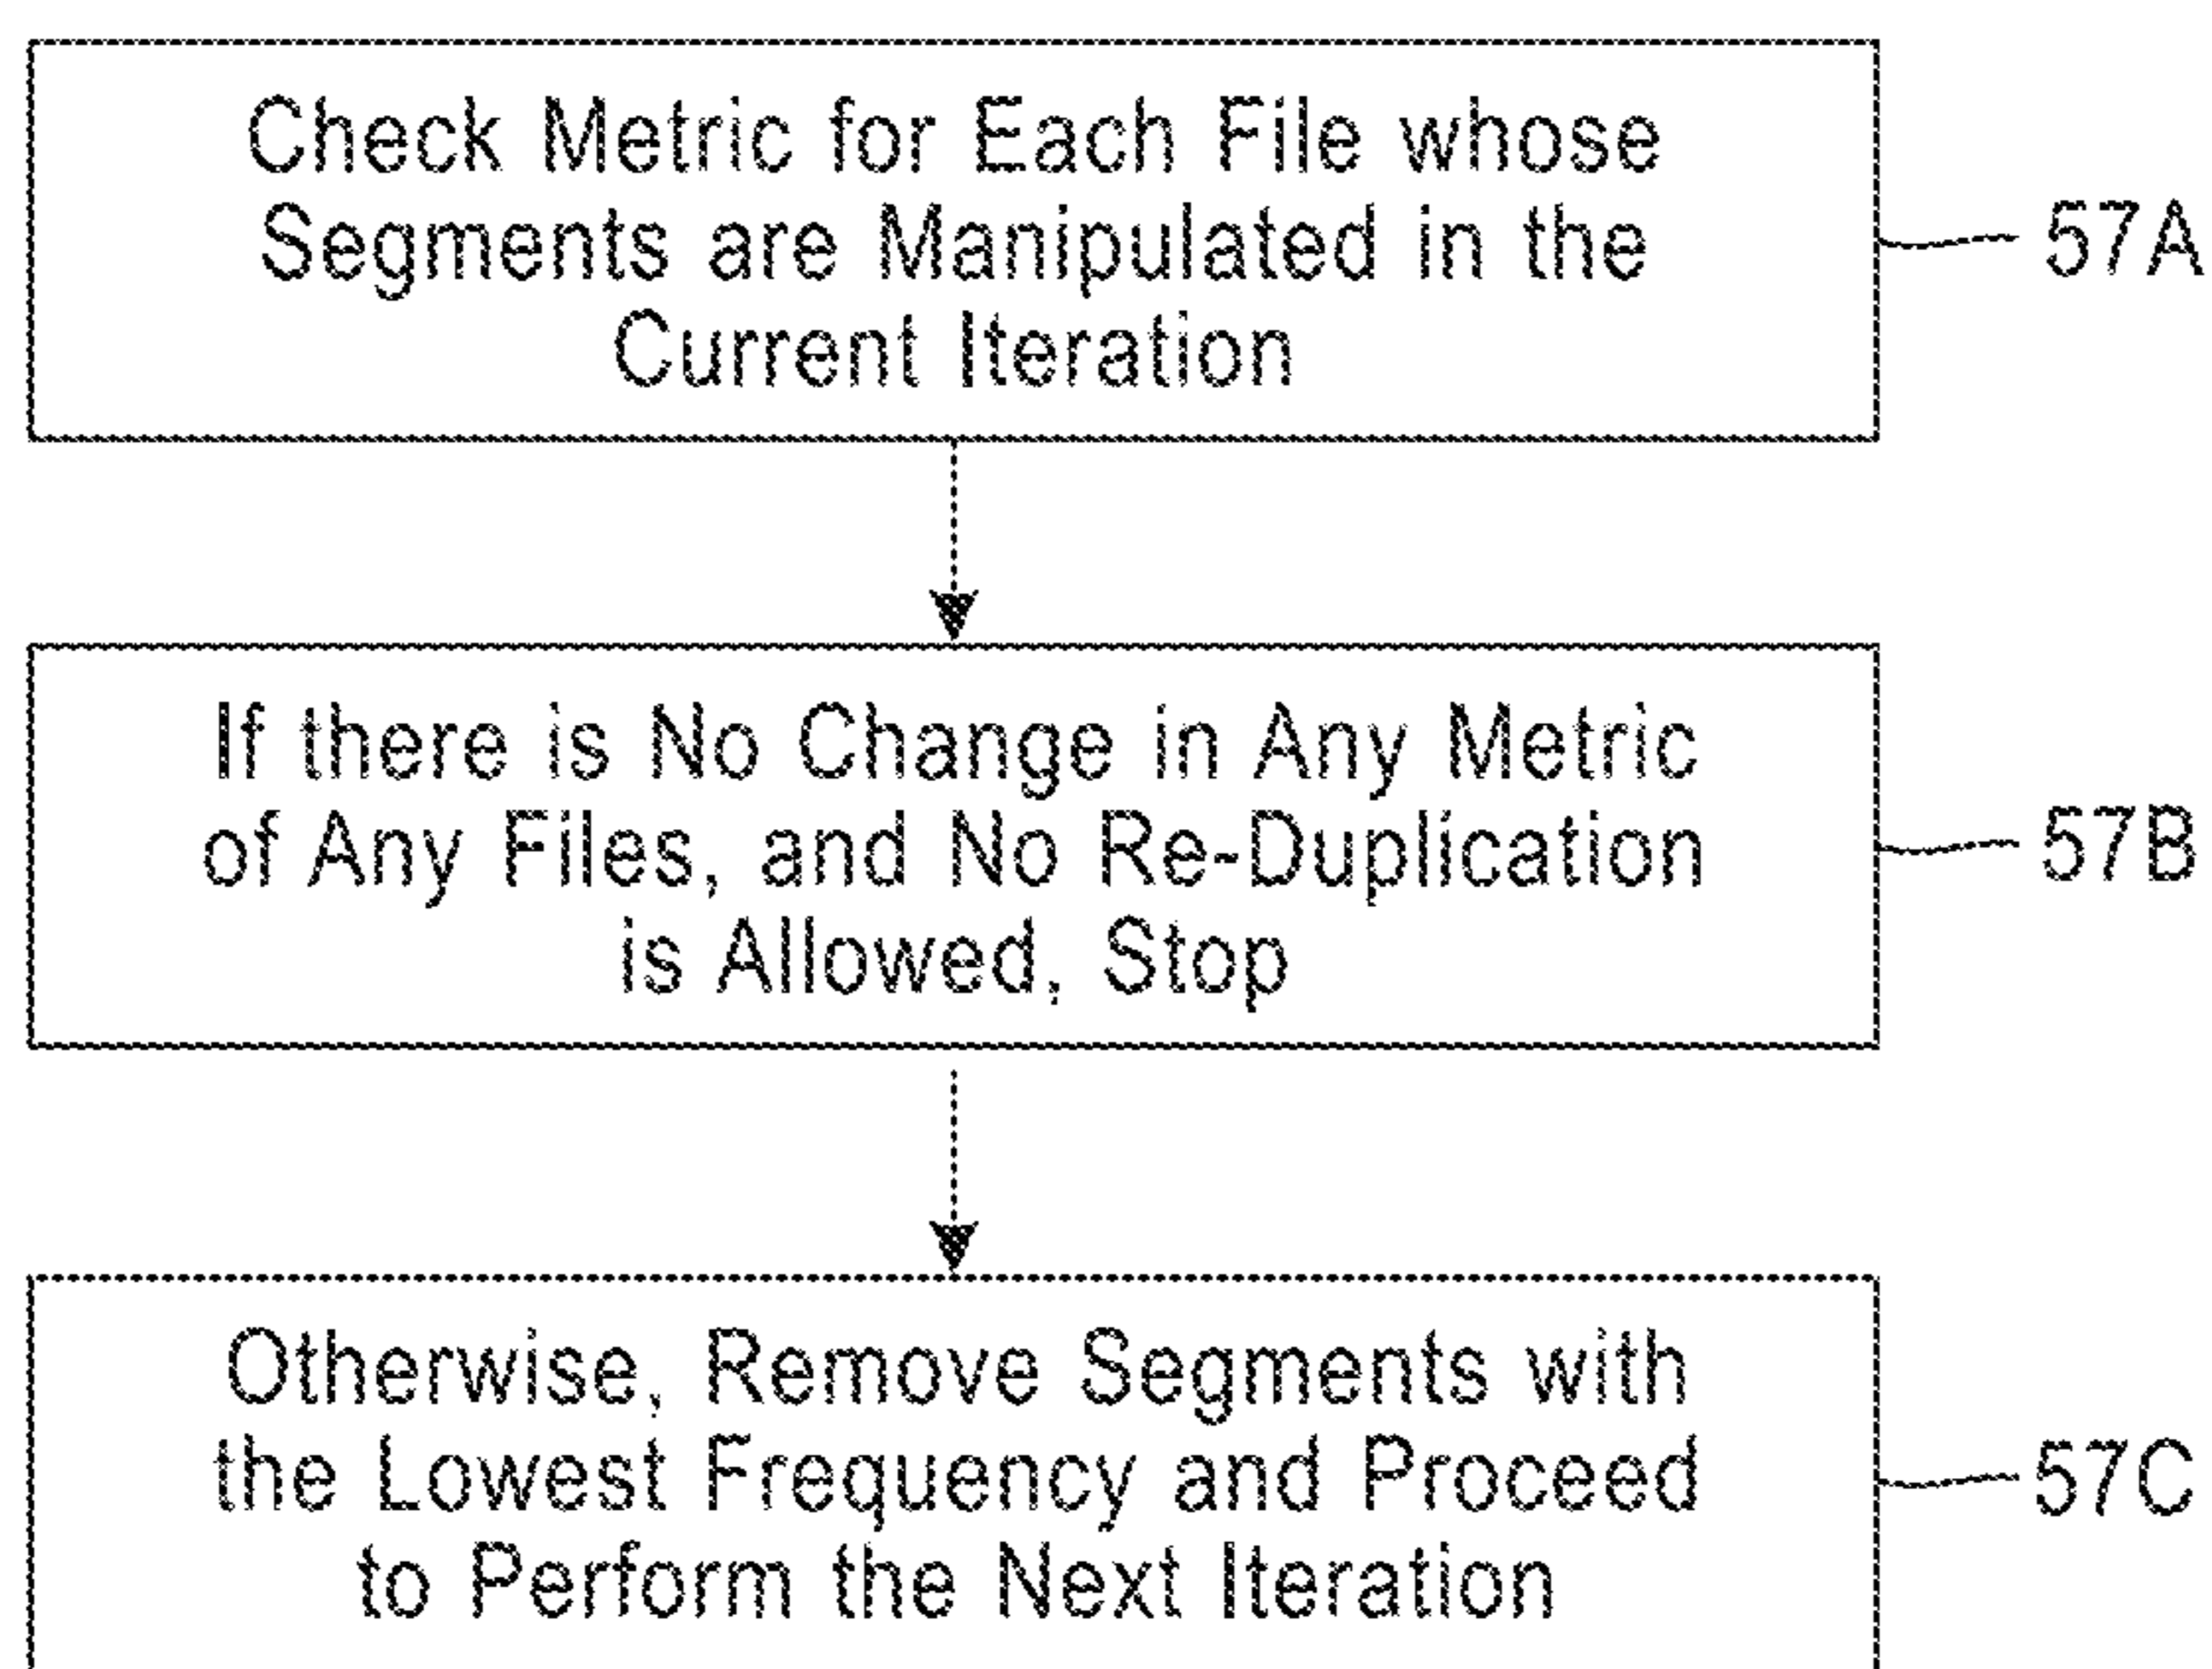 Check Metric for Each File whose
Segments are Manipulated in the
Current Iteration
57A
If there is No Change in Any Metric
of Any Files, and No Re-Duplication
is Allowed, Stop
57B
Otherwise, Remove Segments with
the Lowest Frequency and Proceed
to Perform the Next Iteration
57C